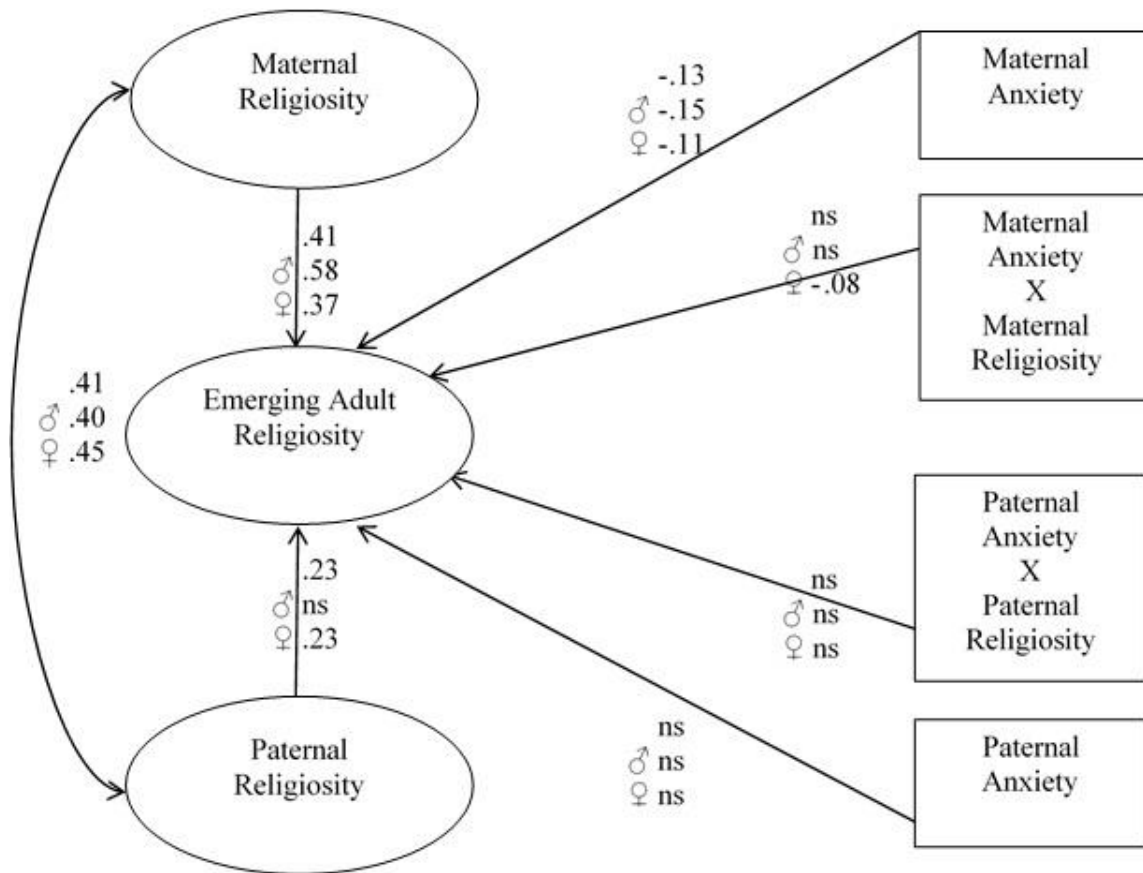 Maternal
Religiosity
-.13
♂ -.15
♀ -.11
Maternal
Anxiety
.41
♂ .58
♀ .37
ns
♂ ns
♀ -.08
Maternal
Anxiety
X
Maternal
Religiosity
.41
♂ .40
♀ .45
Emerging Adult
Religiosity
.23
♂ ns
♀ .23
ns
♂ ns
♀ ns
Paternal
Anxiety
X
Paternal
Religiosity
Paternal
Religiosity
ns
♂ ns
♀ ns
Paternal
Anxiety